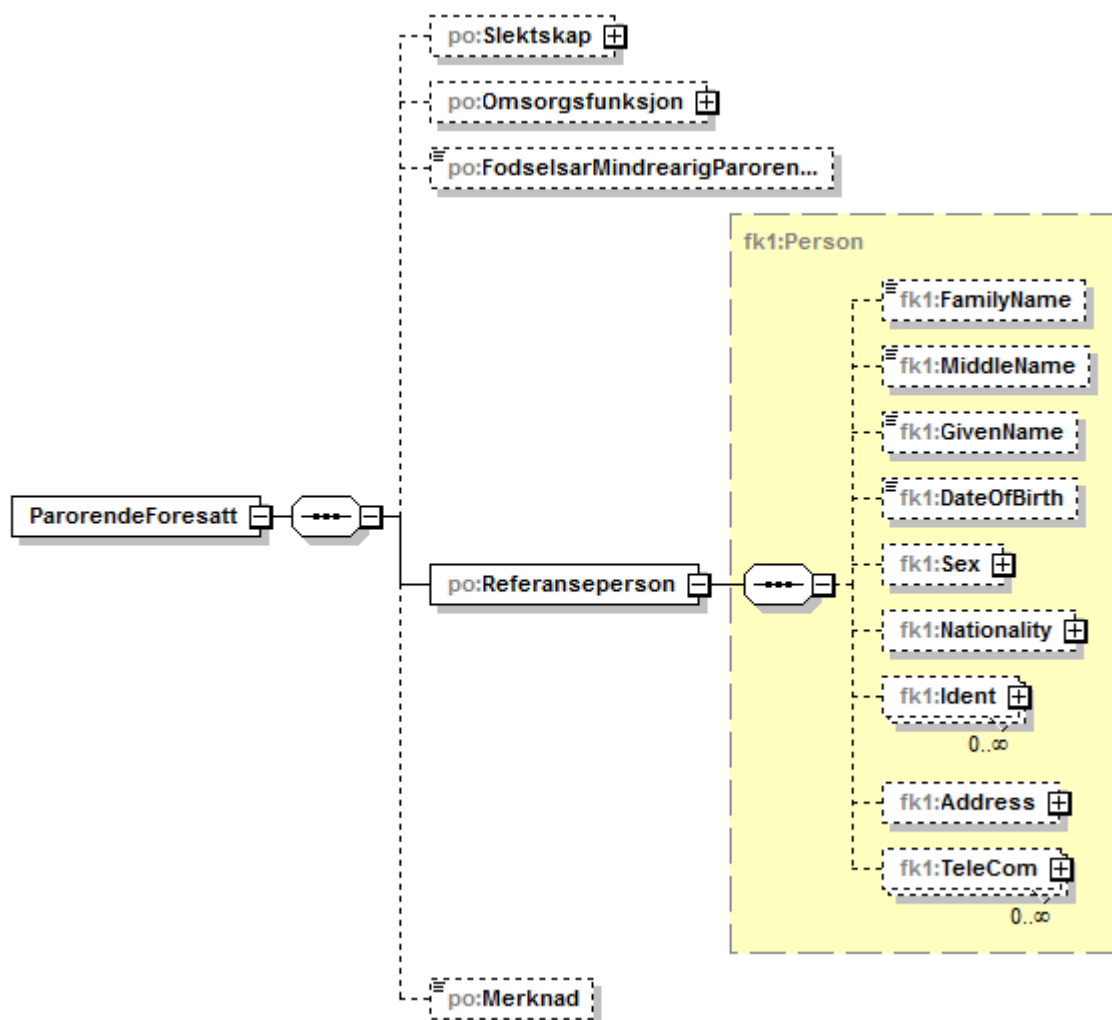 po:Slektskap
po:Omsorgsfunksjon
po:FodselsarMindrearigParoren...
fk1:Person
fk1:FamilyName
fk1:MiddleName
fk1:GivenName
fk1:DateOfBirth
ParorendeForesatt
po:Referanseperson
fk1:Sex
fk1:Nationality
fk1:Ident
0..∞
fk1:Address
fk1:TeleCom
0..∞
po:Merknad